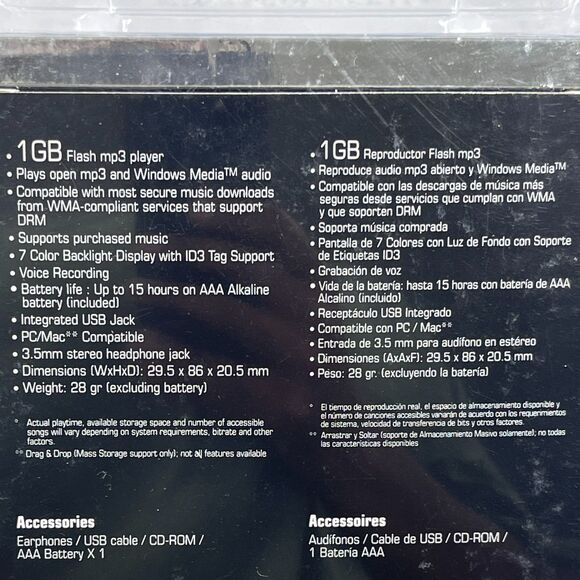 • 1GB Flash mp3 player
• Plays open mp3 and Windows Media™ audio
• Compatible with most secure music downloads
from WMA-compliant services that support
DRM
• Supports purchased music
• 7 Color Backlight Display with ID3 Tag Support
• Voice Recording
• Battery life : Up to 15 hours on AAA Alkaline
battery (included)
• Integrated USB Jack
• PC/Mac** Compatible
• 3.5mm stereo headphone jack
• Dimensions (WxHxD): 29.5 x 86 x 20.5 mm
• Weight: 28 gr (excluding battery)
* Actual playtime, available storage space and number of accessible
songs will vary depending on system requirements, bitrate and other
factors.
** Drag & Drop (Mass Storage support only); not all features available
Accessories
Earphones / USB cable / CD-ROM /
AAA Battery X 1
• 1GB Reproductor Flash mp3
• Reproduce audio mp3 abierto y Windows Media™
• Compatible con las descargas de música más
seguras desde servicios que cumplan con WMA
y que soporten DRM
• Soporta música comprada
• Pantalla de 7 Colores con Luz de Fondo con Soporte
de Etiquetas ID3
• Grabación de voz
• Vida de la batería: hasta 15 horas con batería de AAA
Alcalino (incluido)
• Receptáculo USB Integrado
• Compatible con PC / Mac**
• Entrada de 3.5 mm para audífono en estéreo
• Dimensiones (AxAxF): 29.5 x 86 x 20.5 mm
• Peso: 28 gr. (excluyendo la batería)
* El tiempo de reproducción real, el espacio de almacenamiento disponible y
el número de canciones accesibles variarán de acuerdo con los requerimientos
de sistema, velocidad de transferencia de bits y otros factores.
** Arrastrar y Soltar (soporte de Almacenamiento Masivo solamente); no todas
las características disponibles
Accessoires
Audífonos / Cable de USB / CD-ROM /
1 Batería AAA